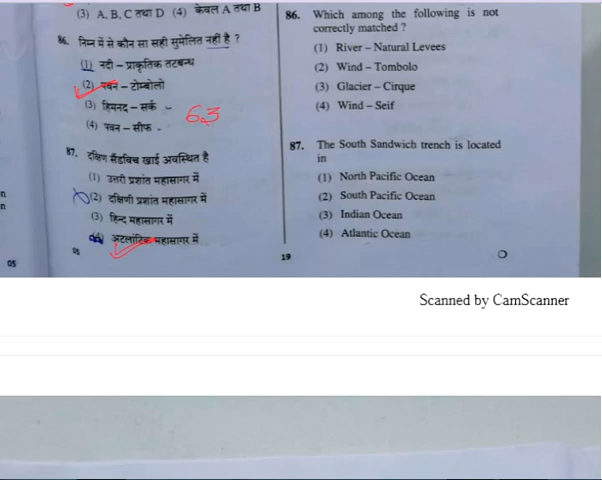 (3) A, B, C तथा D (4) केवल A तथा B
86. निम्न में से कौन सा सही सुमेलित नहीं है ?
(1) नदी – प्राकृतिक तटबन्ध
(2) पवन – टोम्बोलो
(3) हिमनद – सर्क
(4) पवन – सीफ
63
87. दक्षिण सैंडविच खाई अवस्थित है
(1) उत्तरी प्रशांत महासागर में
(2) दक्षिणी प्रशांत महासागर में
(3) हिन्द महासागर में
(4) अटलांटिक महासागर में
05
86. Which among the following is not
correctly matched ?
(1) River – Natural Levees
(2) Wind – Tombolo
(3) Glacier – Cirque
(4) Wind – Seif
87. The South Sandwich trench is located
in
(1) North Pacific Ocean
(2) South Pacific Ocean
(3) Indian Ocean
(4) Atlantic Ocean
19
n
n
05
Scanned by CamScanner